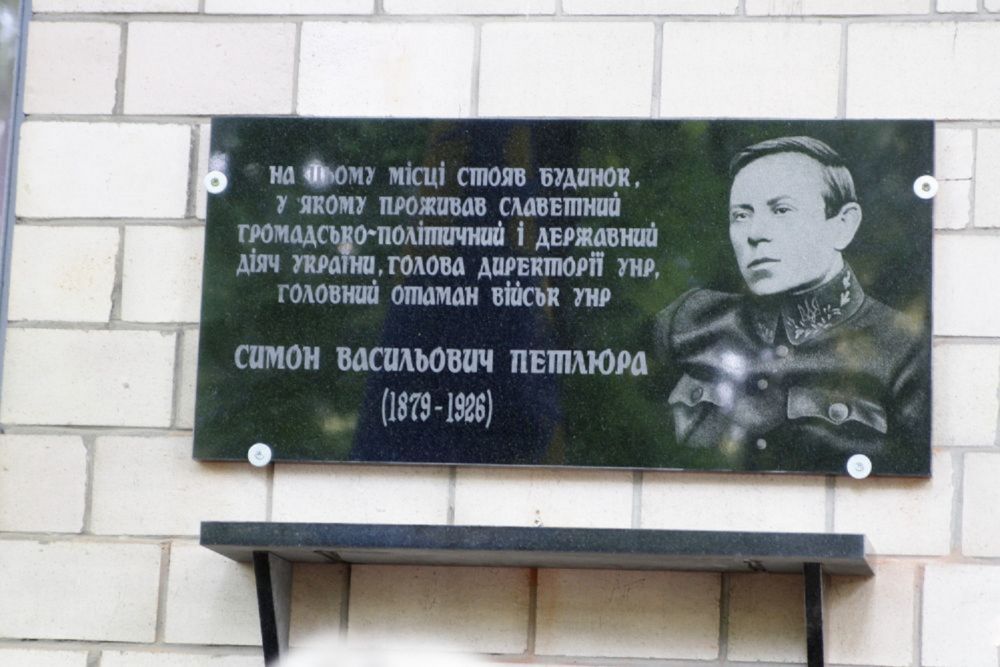 На цьому місці стояв будинок,
у якому проживав славетний
громадсько-політичний і державний
діяч України, Голова Директорії УНР,
Головний Отаман військ УНР
СИМОН ВАСИЛЬОВИЧ ПЕТЛЮРА
(1879-1926)